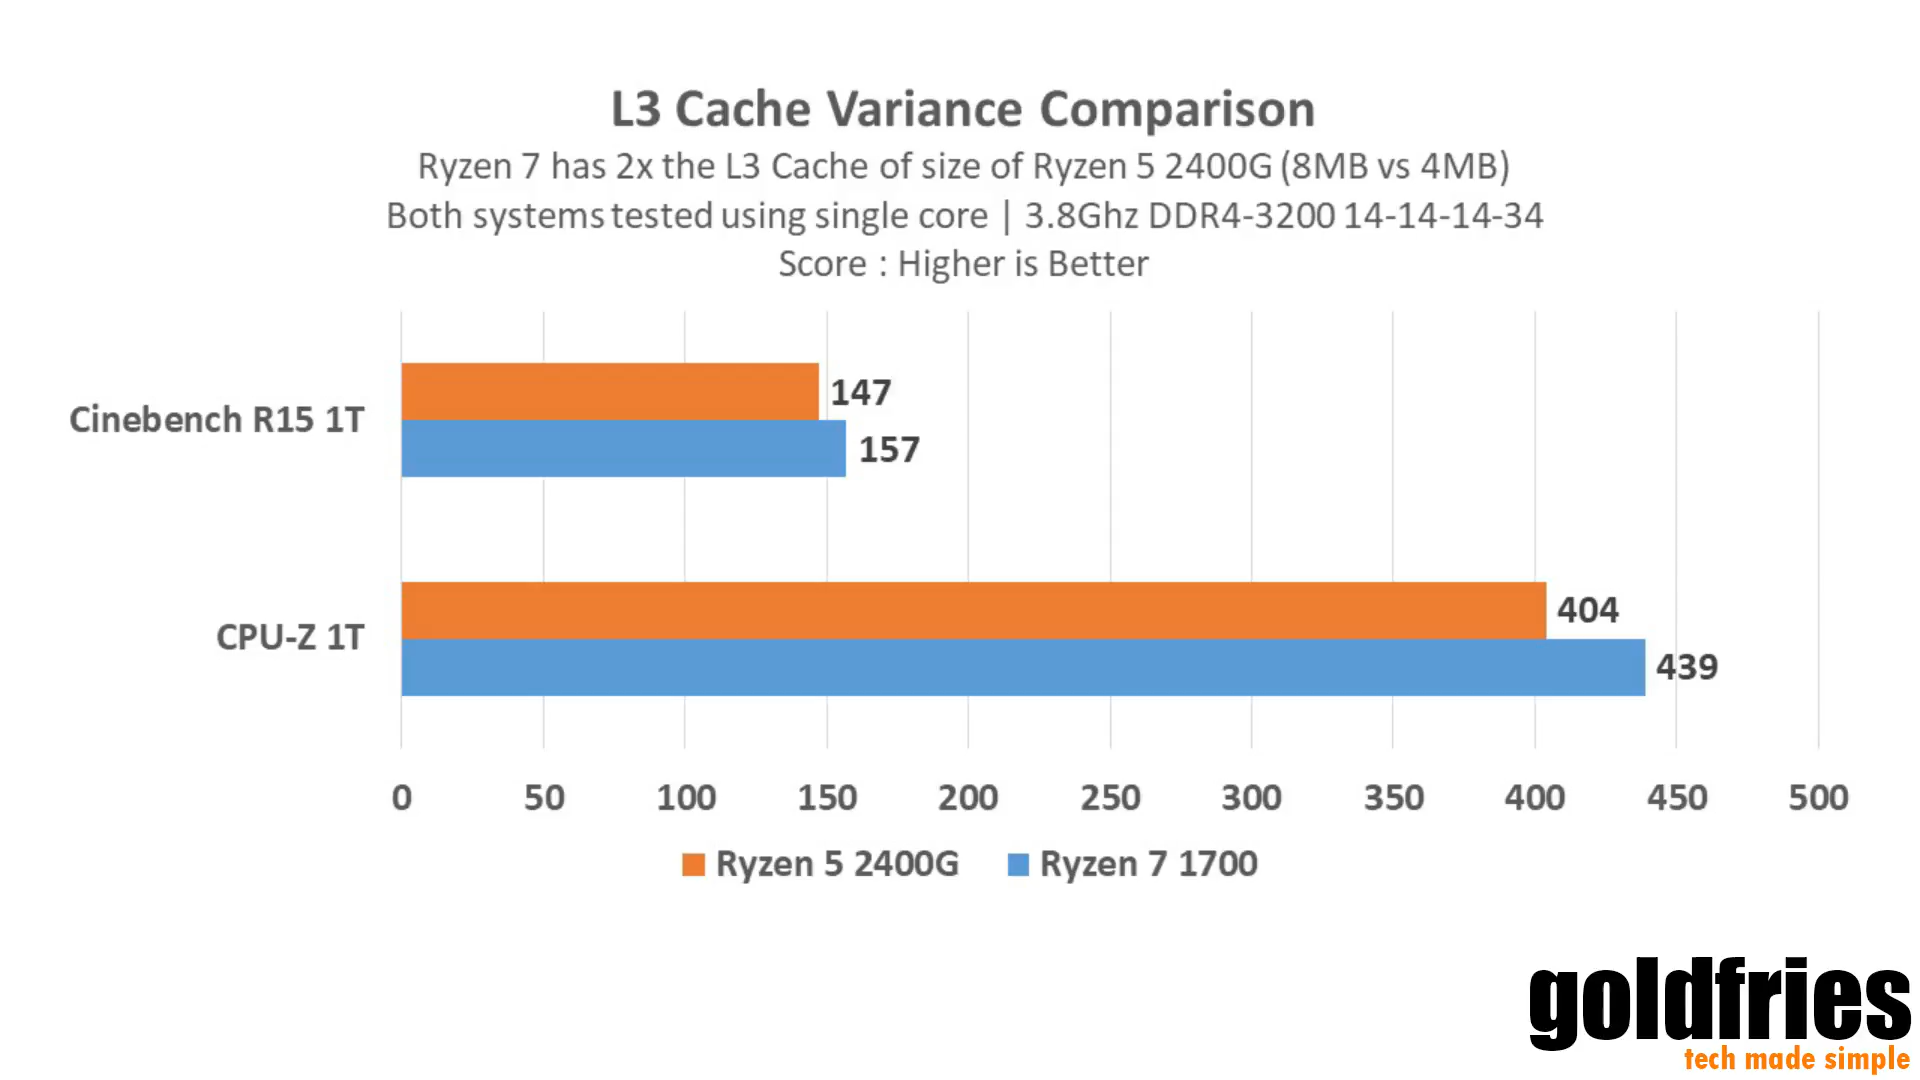 L3 Cache Variance Comparison
Ryzen 7 has 2x the L3 Cache of size of Ryzen 5 2400G (8MB vs 4MB)
Both systems tested using single core | 3.8Ghz DDR4-3200 14-14-14-34
Score : Higher is Better
Cinebench R15 1T
147
157
CPU-Z 1T
404
439
0 50 100 150 200 250 300 350 400 450 500
Ryzen 5 2400G Ryzen 7 1700
goldfries
tech made simple